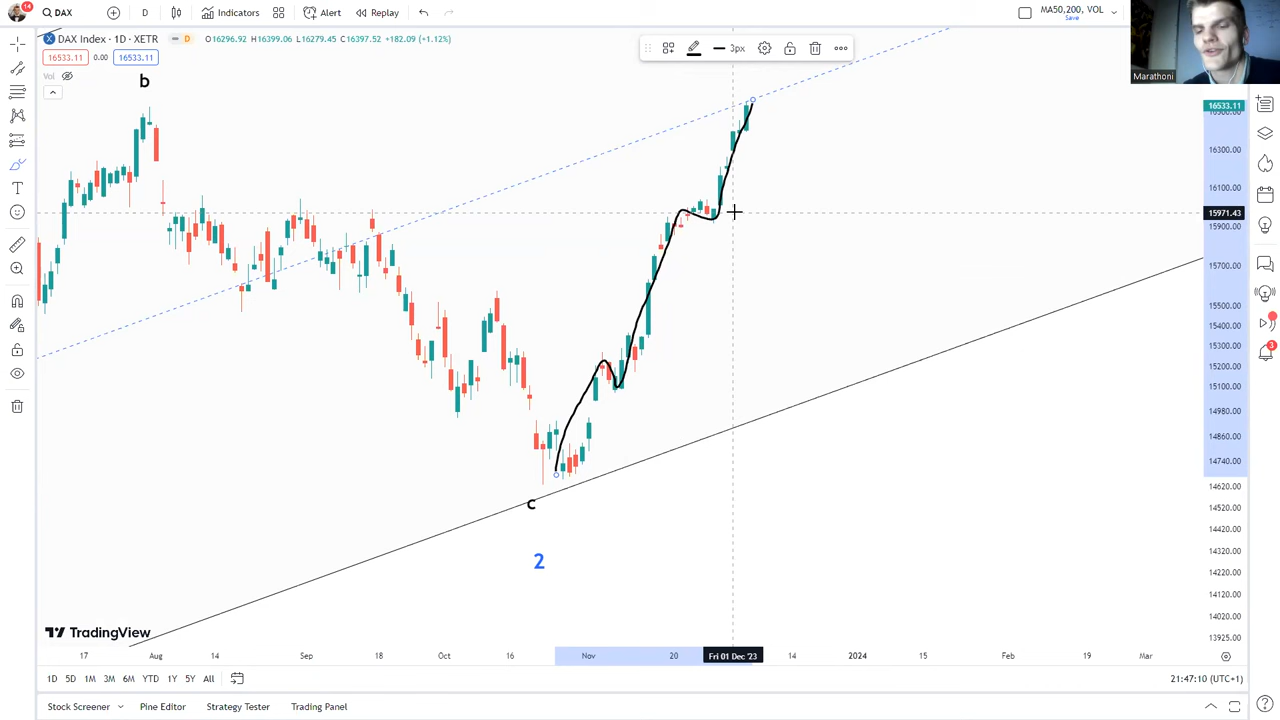 14
DAX
D
Indicators
Alert
Replay
MA50,200, VOL
Save
DAX Index · 1D · XETR
D
O16296.92 H16399.06 L16279.45 C16397.52 +182.09 (+1.12%)
16533.11
0.00
16533.11
Vol
b
3px
Marathoni
16533.11
16300.00
16100.00
15971.43
15900.00
15700.00
15500.00
15400.00
15300.00
15200.00
15100.00
14980.00
14860.00
14740.00
14620.00
14520.00
14420.00
14320.00
14220.00
14120.00
14020.00
13925.00
c
2
3
TradingView
17
Aug
14
Sep
18
Oct
16
Nov
20
Fri 01 Dec '23
14
2024
15
Feb
19
Mar
1D
5D
1M
3M
6M
YTD
1Y
5Y
All
21:47:10 (UTC+1)
Stock Screener
Pine Editor
Strategy Tester
Trading Panel